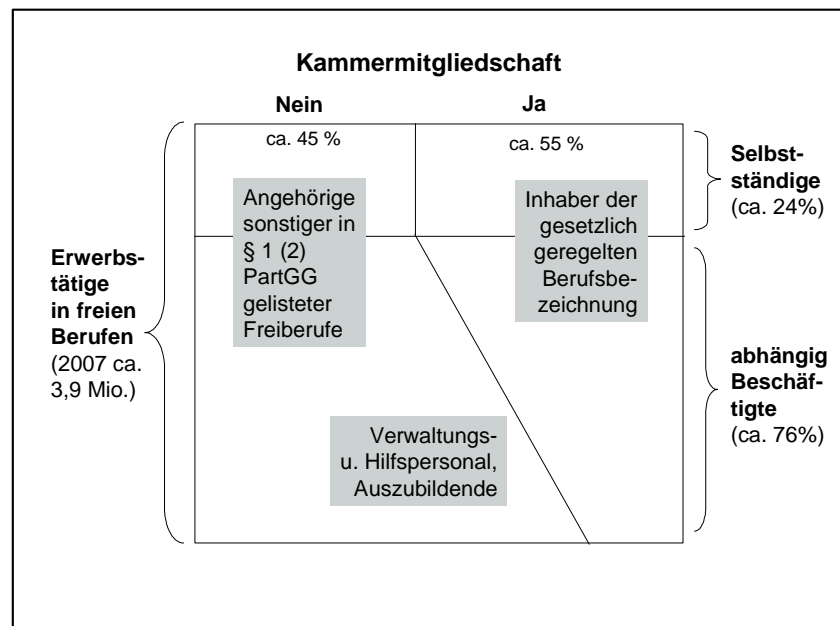 Kammermitgliedschaft
Nein
Ja
ca. 45 %
ca. 55 %
Angehörige
sonstiger in
§ 1 (2)
PartGG
gelisteter
Freiberufe
Inhaber der
gesetzlich
geregelten
Berufsbe-
zeichnung
Verwaltungs-
u. Hilfspersonal,
Auszubildende
Erwerbs-
tätige
in freien
Berufen
(2007 ca.
3,9 Mio.)
Selbst-
ständige
(ca. 24%)
abhängig
Beschäf-
tigte
(ca. 76%)